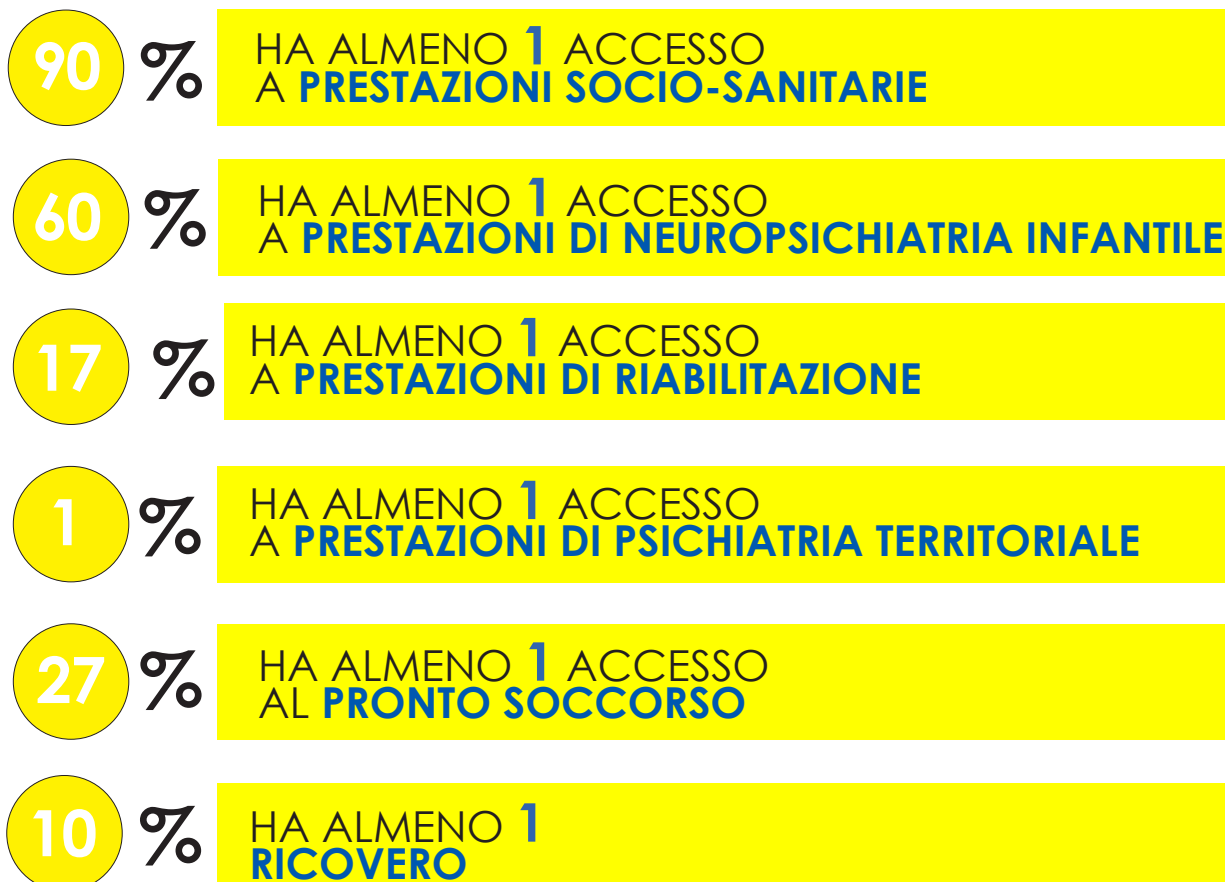 90 % HA ALMENO 1 ACCESSO
A PRESTAZIONI SOCIO-SANITARIE
60 % HA ALMENO 1 ACCESSO
A PRESTAZIONI DI NEUROPSICHIATRIA INFANTILE
17 % HA ALMENO 1 ACCESSO
A PRESTAZIONI DI RIABILITAZIONE
1 % HA ALMENO 1 ACCESSO
A PRESTAZIONI DI PSICHIATRIA TERRITORIALE
27 % HA ALMENO 1 ACCESSO
AL PRONTO SOCCORSO
10 % HA ALMENO 1
RICOVERO